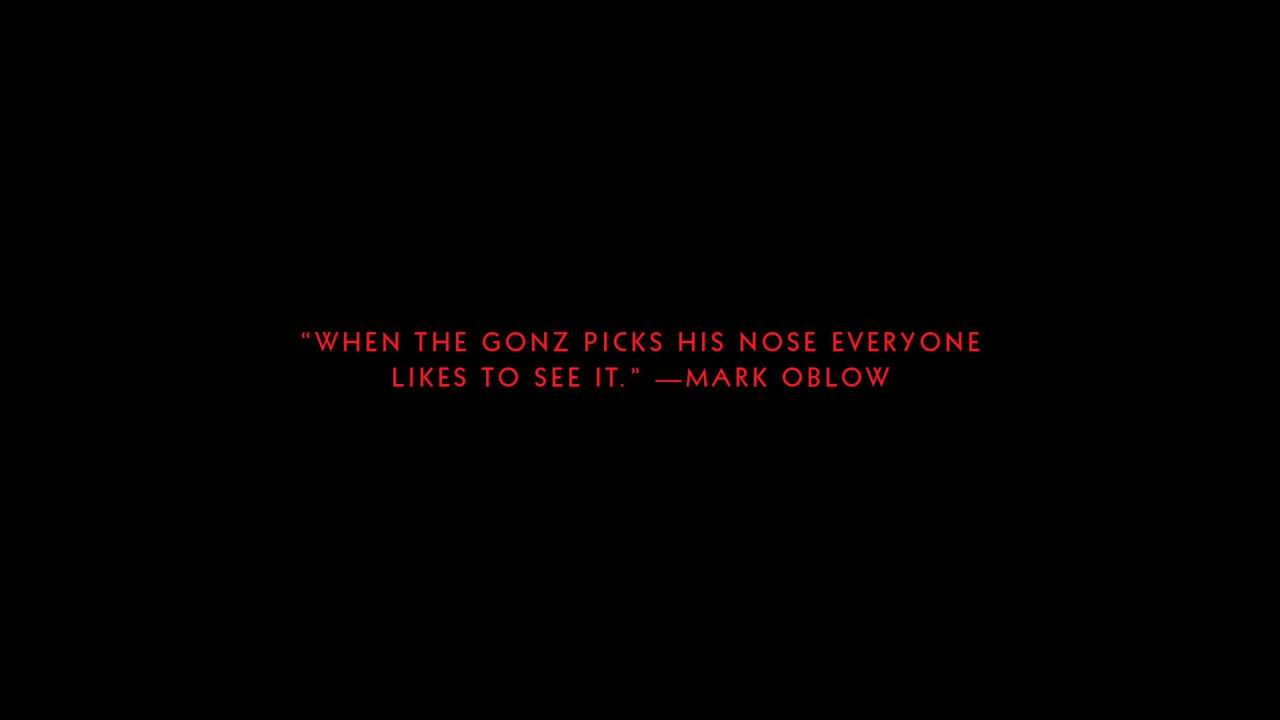 “WHEN THE GONZ PICKS HIS NOSE EVERYONE
LIKES TO SEE IT.” —MARK OBLOW